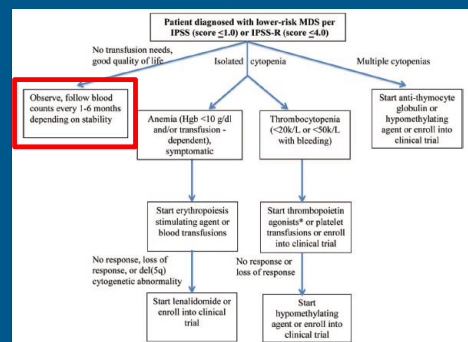 Patient diagnosed with lower-risk MDS per
IPSS (score ≤1.0) or IPSS-R (score ≤4.0)
No transfusion needs,
good quality of life
Isolated cytopenia
Multiple cytopenias
Observe, follow blood
counts every 1-6 months
depending on stability
Anemia (Hgb <10 g/dl
and/or transfusion -
dependent),
symptomatic
Thrombocytopenia
(<20k/L or <50k/L
with bleeding)
Start anti-thymocyte
globulin or
hypomethylating
agent or enroll into
clinical trial
Start erythropoiesis
stimulating agent or
blood transfusions
Start thrombopoietin
agonists* or platelet
transfusions or enroll
into clinical trial
No response, loss of
response, or del(5q)
cytogenetic abnormality
No response or
loss of response
Start lenalidomide or
enroll into clinical
trial
Start
hypomethylating
agent or enroll into
clinical trial